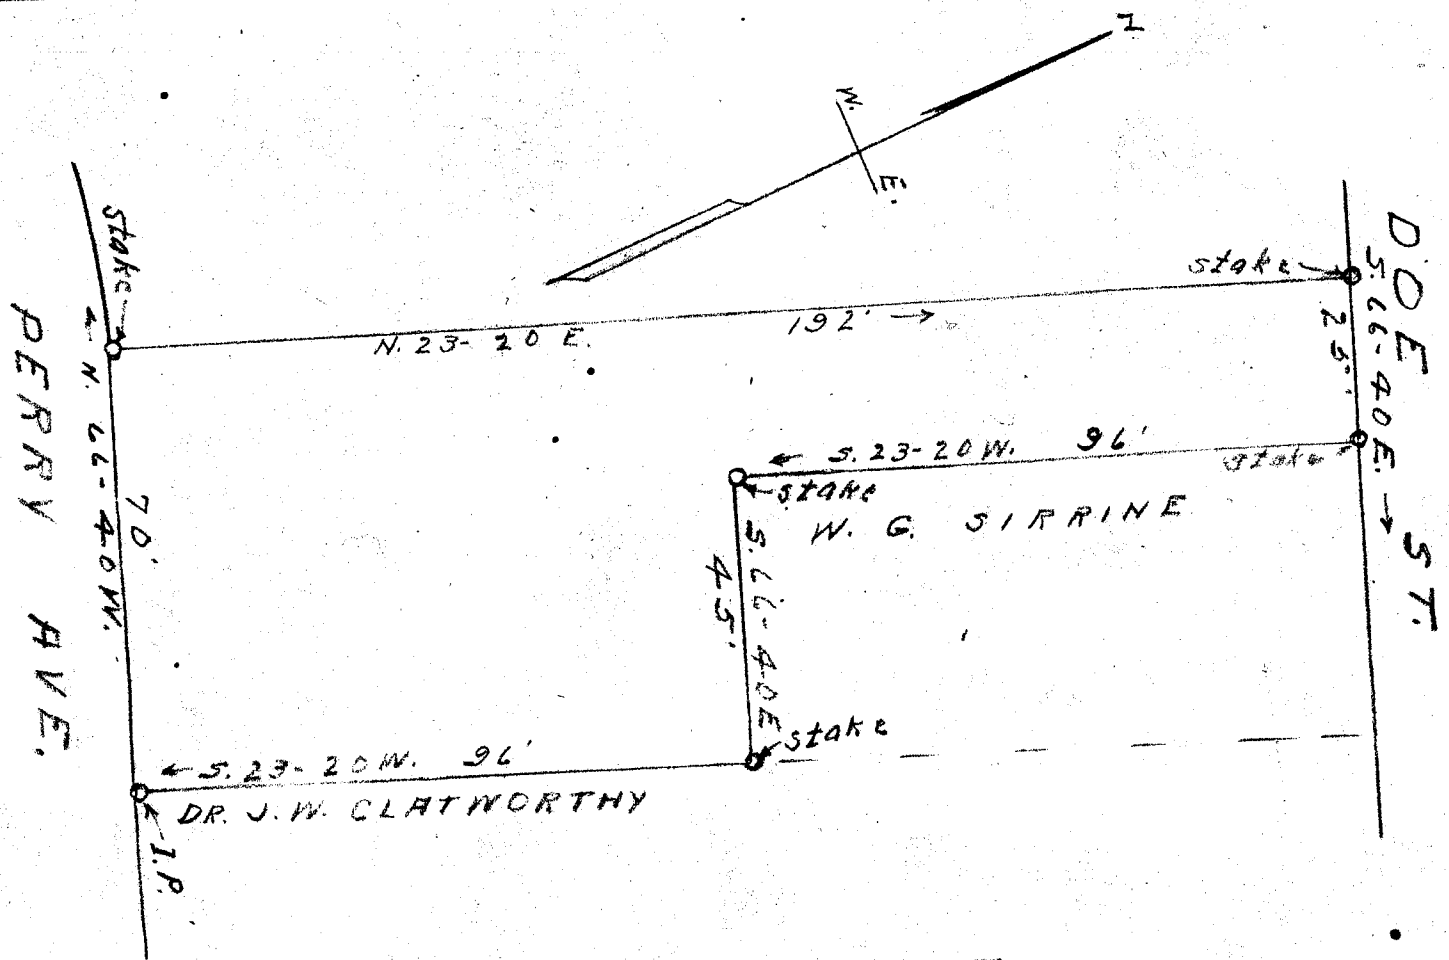 N
W.
E.
DOE ST.
S. 66-40 E. →
25'
stake
stake
192' →
N. 23-20 E.
stake
PERRY AVE.
← N. 66-40 W.
70'
← S. 23-20 W. 96'
stake
W. G. SIRRINE
S. 66-40 E
45'
stake
← S. 23-20 W. 96'
DR. J. W. CLATWORTHY
I.P.